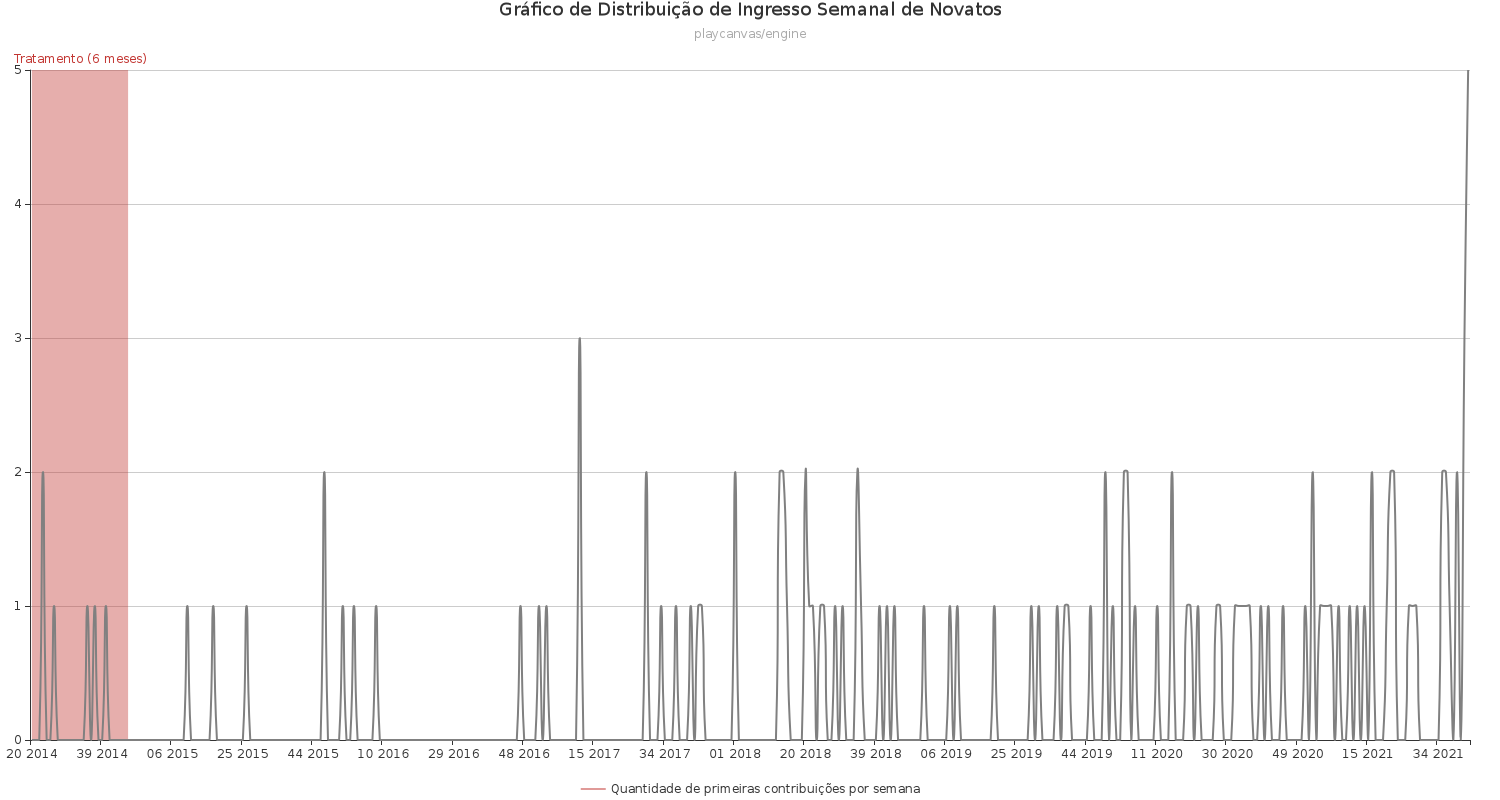 Gráfico de Distribuição de Ingresso Semanal de Novatos
playcanvas/engine
Tratamento (6 meses)
5
4
3
2
1
0
20 2014 39 2014 06 2015 25 2015 44 2015 10 2016 29 2016 48 2016 15 2017 34 2017 01 2018 20 2018 39 2018 06 2019 25 2019 44 2019 11 2020 30 2020 49 2020 15 2021 34 2021
Quantidade de primeiras contribuições por semana